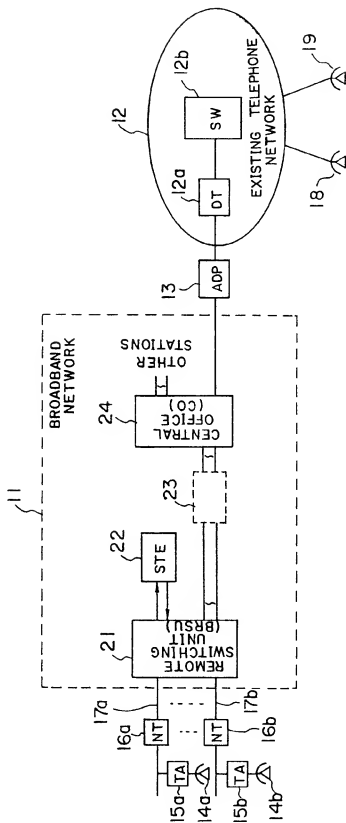 11
BROADBAND
NETWORK
12
12b
SW
12a
DT
EXISTING TELEPHONE
NETWORK
13
ADP
18
19
OTHER
STATIONS
24
CENTRAL
OFFICE
(CO)
23
22
STE
21
REMOTE
SWITCHING
UNIT
(BRSU)
17a
17b
16a
NT
16b
NT
15a
TA
14a
15b
TA
14b